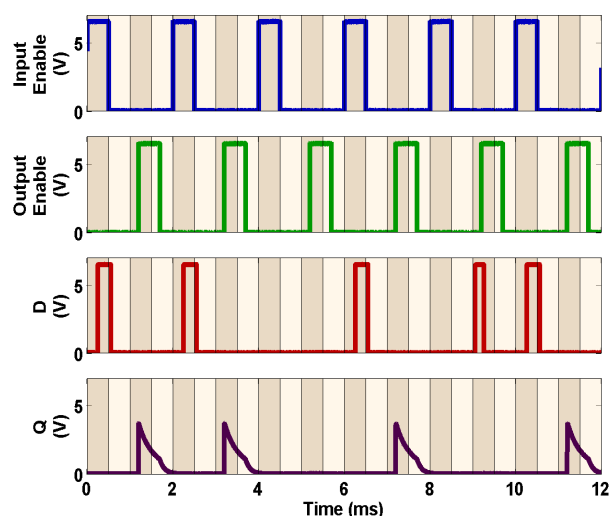 Input
Enable
(V)
5
0
Output
Enable
(V)
5
0
D
(V)
5
0
Q
(V)
5
0
0 2 4 6 8 10 12
Time (ms)